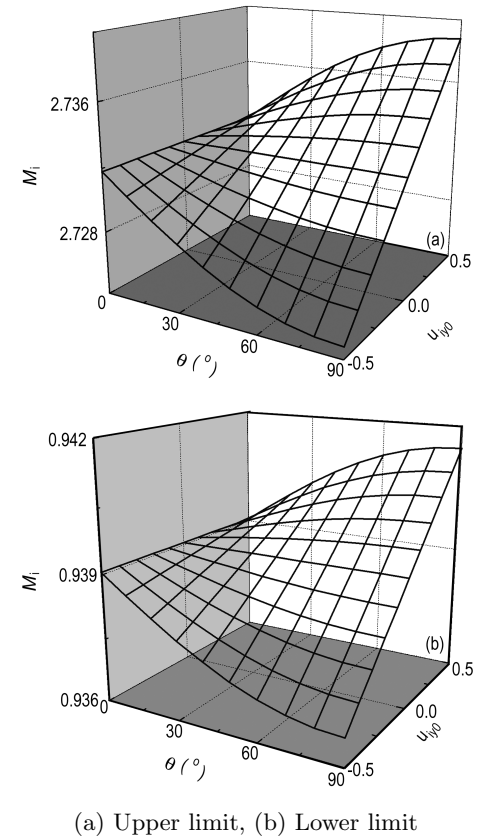 2.736
M_i
2.728
(a)
0.5
0
0.0
30
u_iy0
60
θ (°)
90 -0.5
0.942
0.939
M_i
(b)
0.936
0.5
0
0.0
30
u_iy0
60
θ (°)
90 -0.5
(a) Upper limit, (b) Lower limit